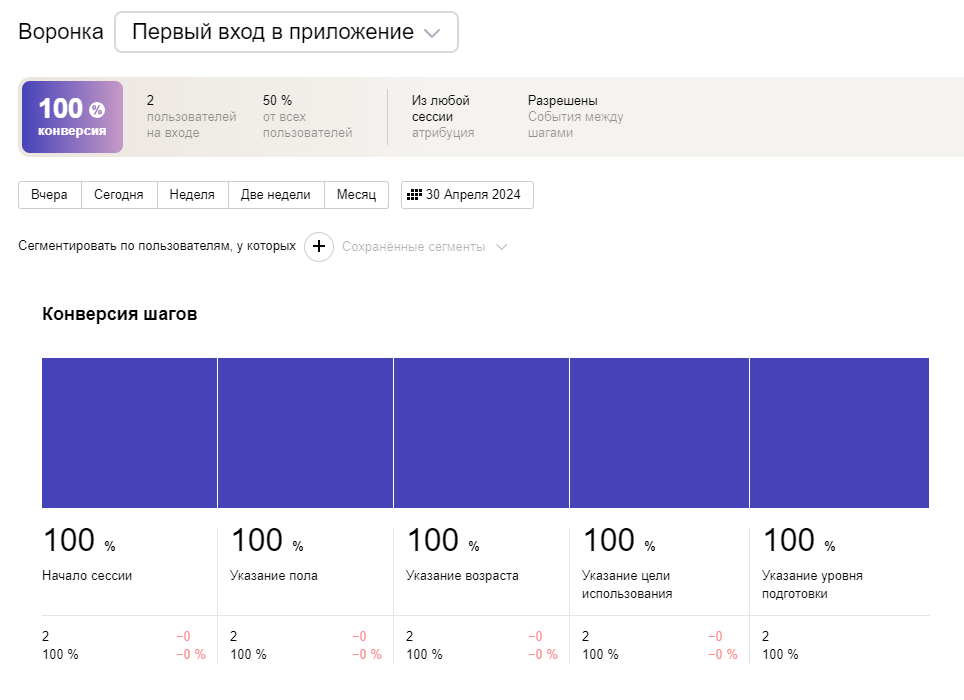 Воронка Первый вход в приложение
100 %
конверсия
2
пользователей
на входе
50 %
от всех
пользователей
Из любой
сессии
атрибуция
Разрешены
События между
шагами
Вчера Сегодня Неделя Две недели Месяц 30 Апреля 2024
Сегментировать по пользователям, у которых + Сохранённые сегменты
Конверсия шагов
100 %
Начало сессии
2 −0
100 % −0 %
100 %
Указание пола
2 −0
100 % −0 %
100 %
Указание возраста
2 −0
100 % −0 %
100 %
Указание цели
использования
2 −0
100 % −0 %
100 %
Указание уровня
подготовки
2
100 %